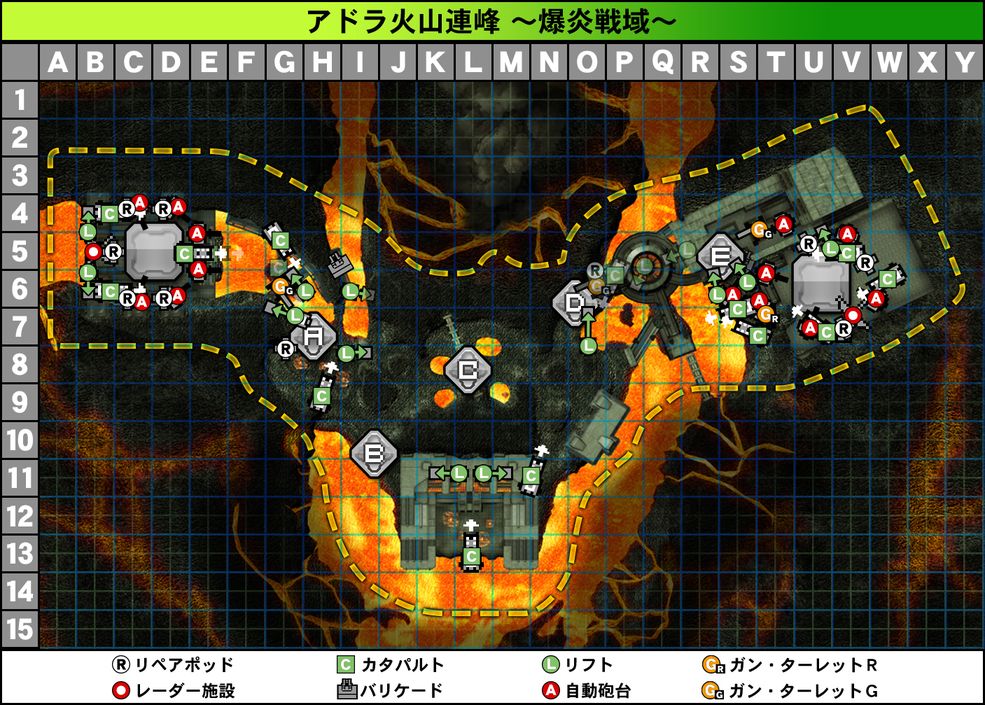 アドラ火山連峰 ～爆炎戦域～
A B C D E F G H I J K L M N O P Q R S T U V W X Y
1
2
3
4
5
6
7
8
9
10
11
12
13
14
15
C R A R A
L A
R C
L A
C R A R A
C
C
G G
L
L
L
A
R
L
C
C
B
L L C
C
R C
G G
D
L
L
E
G G A
R L A
C R
L A A
C G R
C
C
A
R
A C R
R リペアポッド C カタパルト L リフト G R ガン・ターレットR
レーダー施設 バリケード A 自動砲台 G G ガン・ターレットG